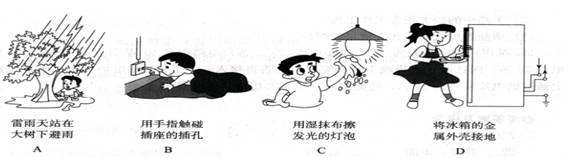 雷雨天站在
大树下避雨
A
用手指触碰
插座的插孔
B
用湿抹布擦
发光的灯泡
C
将冰箱的金
属外壳接地
D